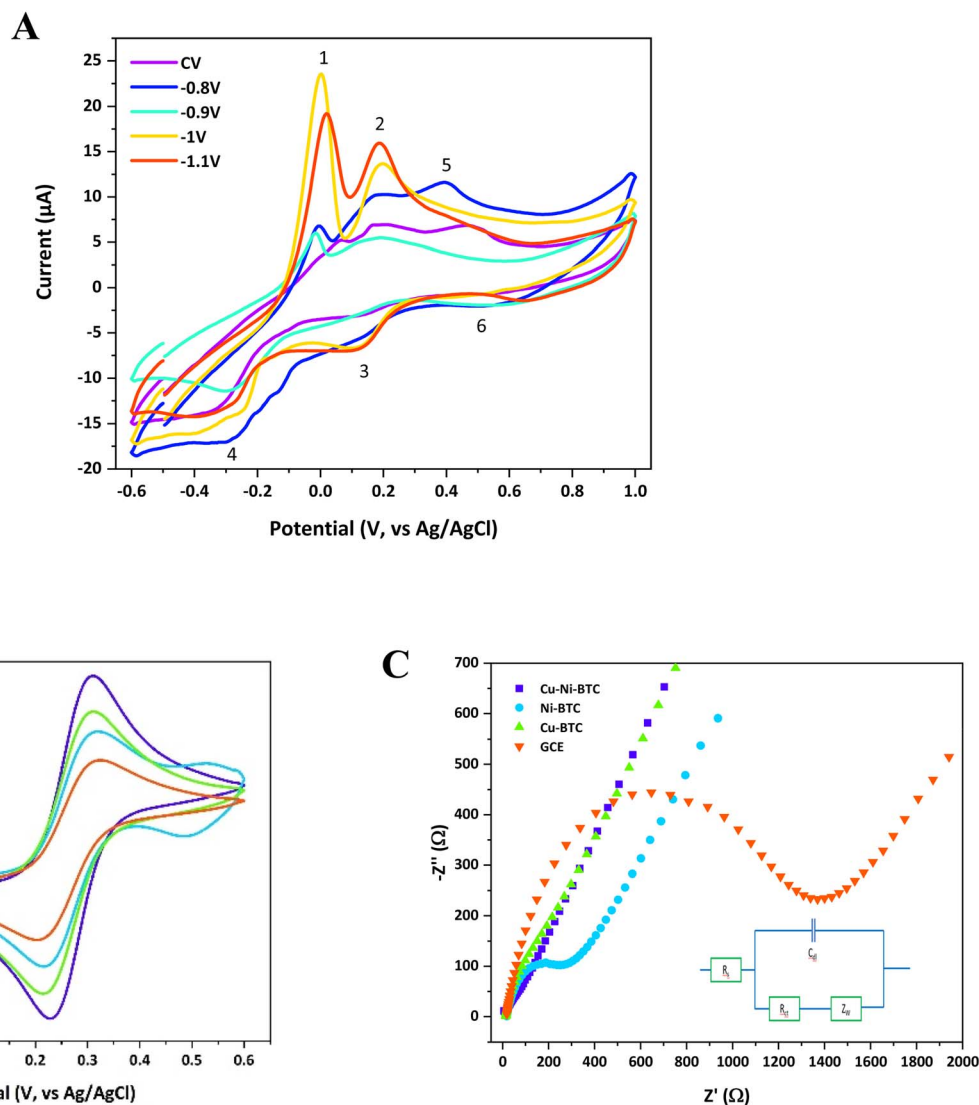 A
25
20
15
10
5
0
-5
-10
-15
-20
Current (μA)
CV
-0.8V
-0.9V
-1V
-1.1V
1
2
5
3
6
4
-0.6 -0.4 -0.2 0.0 0.2 0.4 0.6 0.8 1.0
Potential (V, vs Ag/AgCl)
0.2 0.3 0.4 0.5 0.6
al (V, vs Ag/AgCl)
C
700
600
500
400
300
200
100
0
-Z'' (Ω)
Cu-Ni-BTC
Ni-BTC
Cu-BTC
GCE
0 200 400 600 800 1000 1200 1400 1600 1800 2000
Z' (Ω)